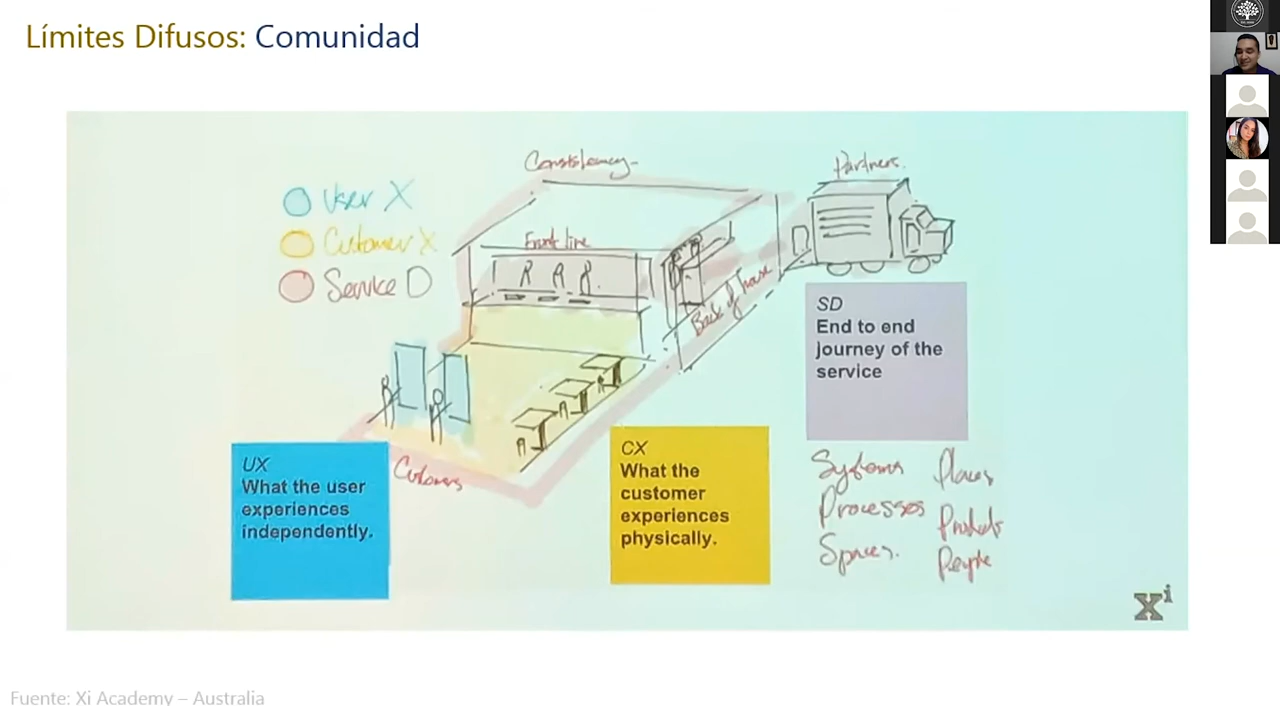 Límites Difusos: Comunidad
Consistency
Partners.
User X
Customer X
Service D
Front line
Back of house
Customers
SD
End to end
journey of the
service
UX
What the user
experiences
independently.
CX
What the
customer
experiences
physically.
Systems
Processes
Spaces.
Places
Products
People
Xi
Fuente: Xi Academy – Australia